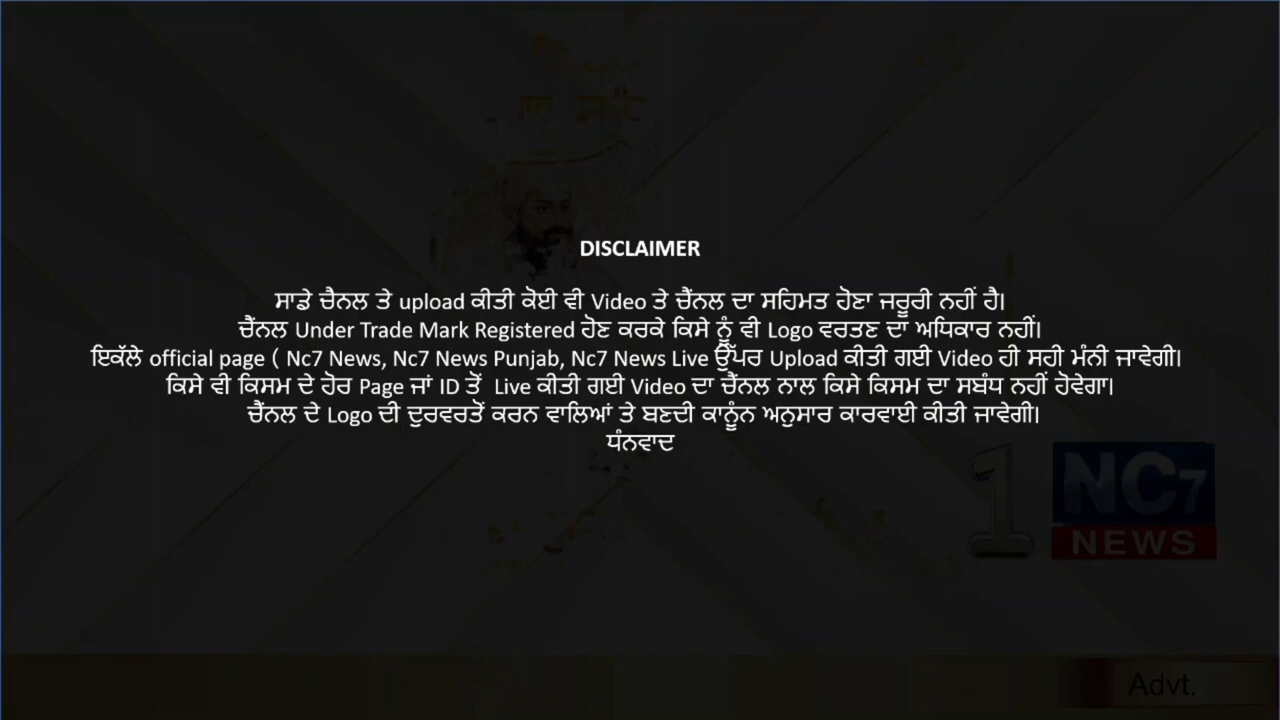 DISCLAIMER
ਸਾਡੇ ਚੈਨਲ ਤੇ upload ਕੀਤੀ ਕੋਈ ਵੀ Video ਤੇ ਚੈੱਨਲ ਦਾ ਸਹਿਮਤ ਹੋਣਾ ਜਰੂਰੀ ਨਹੀਂ ਹੈ।
ਚੈੱਨਲ Under Trade Mark Registered ਹੋਣ ਕਰਕੇ ਕਿਸੇ ਨੂੰ ਵੀ Logo ਵਰਤਣ ਦਾ ਅਧਿਕਾਰ ਨਹੀਂ।
ਇਕੱਲੇ official page ( Nc7 News, Nc7 News Punjab, Nc7 News Live ਉੱਪਰ Upload ਕੀਤੀ ਗਈ Video ਹੀ ਸਹੀ ਮੰਨੀ ਜਾਵੇਗੀ।
ਕਿਸੇ ਵੀ ਕਿਸਮ ਦੇ ਹੋਰ Page ਜਾਂ ID ਤੋਂ Live ਕੀਤੀ ਗਈ Video ਦਾ ਚੈੱਨਲ ਨਾਲ ਕਿਸੇ ਕਿਸਮ ਦਾ ਸਬੰਧ ਨਹੀਂ ਹੋਵੇਗਾ।
ਚੈੱਨਲ ਦੇ Logo ਦੀ ਦੁਰਵਰਤੋਂ ਕਰਨ ਵਾਲਿਆਂ ਤੇ ਬਣਦੀ ਕਾਨੂੰਨ ਅਨੁਸਾਰ ਕਾਰਵਾਈ ਕੀਤੀ ਜਾਵੇਗੀ।
ਧੰਨਵਾਦ
1 NC7
NEWS
Advt.